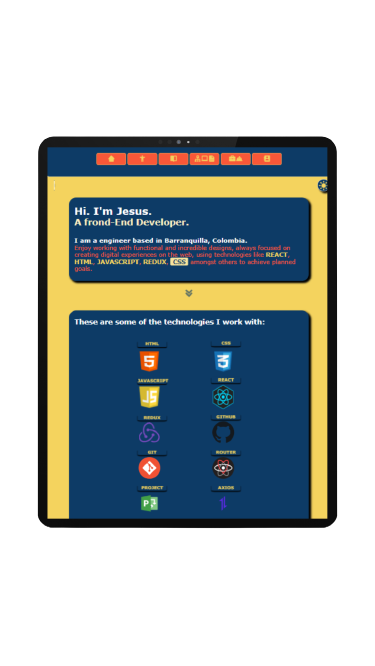 Hi. I'm Jesus.
A frond-End Developer.
I am a engineer based in Barranquilla, Colombia.
Enjoy working with functional and incredible designs, always focused on
creating digital experiences on the web, using technologies like REACT,
HTML, JAVASCRIPT, REDUX, CSS amongst others to achieve planned
goals.
These are some of the technologies I work with:
HTML CSS
JAVASCRIPT REACT
JS
REDUX GITHUB
GIT ROUTER
PROJECT AXIOS
P